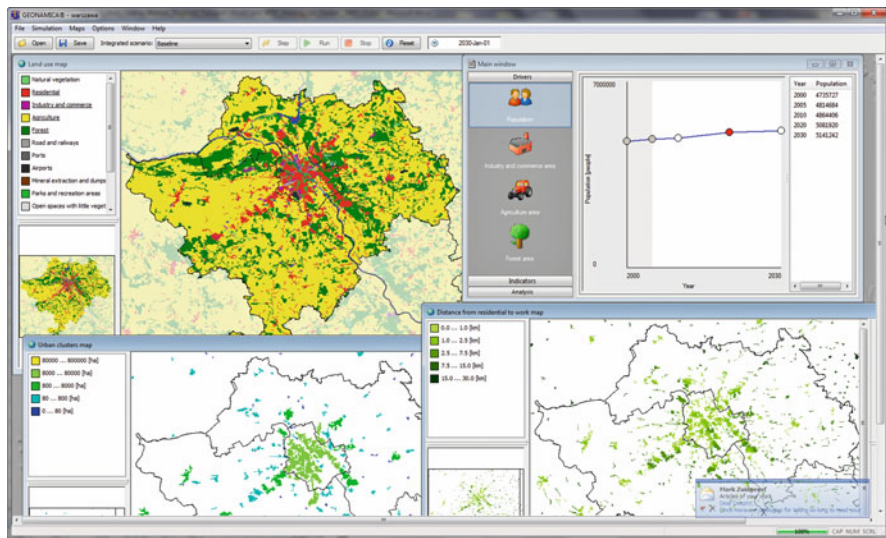 GEONAMICA® - warszawa
File Simulation Maps Options Window Help
Open Save Integrated scenario: Baseline Step Run Stop Reset 2030-Jan-01
Land use map
Natural vegetation
Residential
Industry and commerce
Agriculture
Forest
Road and railways
Ports
Airports
Mineral extraction and dumps
Parks and recreation areas
Open spaces with little veget
Main window
Drivers
Population
Industry and commerce area
Agriculture area
Forest area
Indicators
Analysis
7000000
Population [people]
0
2000 2030
Year
Year Population
2000 4735727
2005 4814684
2010 4864406
2020 5081920
2030 5141242
Urban clusters map
80000 ... 800000 [ha]
8000 ... 80000 [ha]
800 ... 8000 [ha]
80 ... 800 [ha]
0 ... 80 [ha]
Distance from residential to work map
0.0 ... 1.0 [km]
1.0 ... 2.5 [km]
2.5 ... 7.5 [km]
7.5 ... 15.0 [km]
15.0 ... 30.0 [km]
100% CAP NUM SCRL